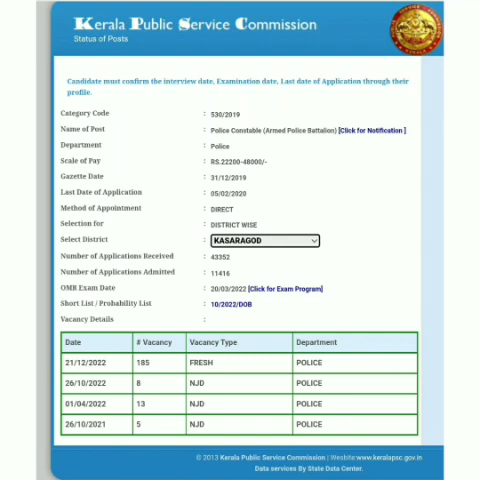 Kerala Public Service Commission
Status of Posts
Candidate must confirm the interview date, Examination date, Last date of Application through their
profile.
Category Code : 530/2019
Name of Post : Police Constable (Armed Police Battalion) [Click for Notification ]
Department : Police
Scale of Pay : RS.22200-48000/-
Gazette Date : 31/12/2019
Last Date of Application : 05/02/2020
Method of Appointment : DIRECT
Selection for : DISTRICT WISE
Select District : KASARAGOD
Number of Applications Received : 43352
Number of Applications Admitted : 11416
OMR Exam Date : 20/03/2022 [Click for Exam Program]
Short List / Probability List : 10/2022/DOB
Vacancy Details :
Date # Vacancy Vacancy Type Department
21/12/2022 185 FRESH POLICE
26/10/2022 8 NJD POLICE
01/04/2022 13 NJD POLICE
26/10/2021 5 NJD POLICE
© 2013 Kerala Public Service Commission | Wesbite:www.keralapsc.gov.in
Data services By State Data Center.